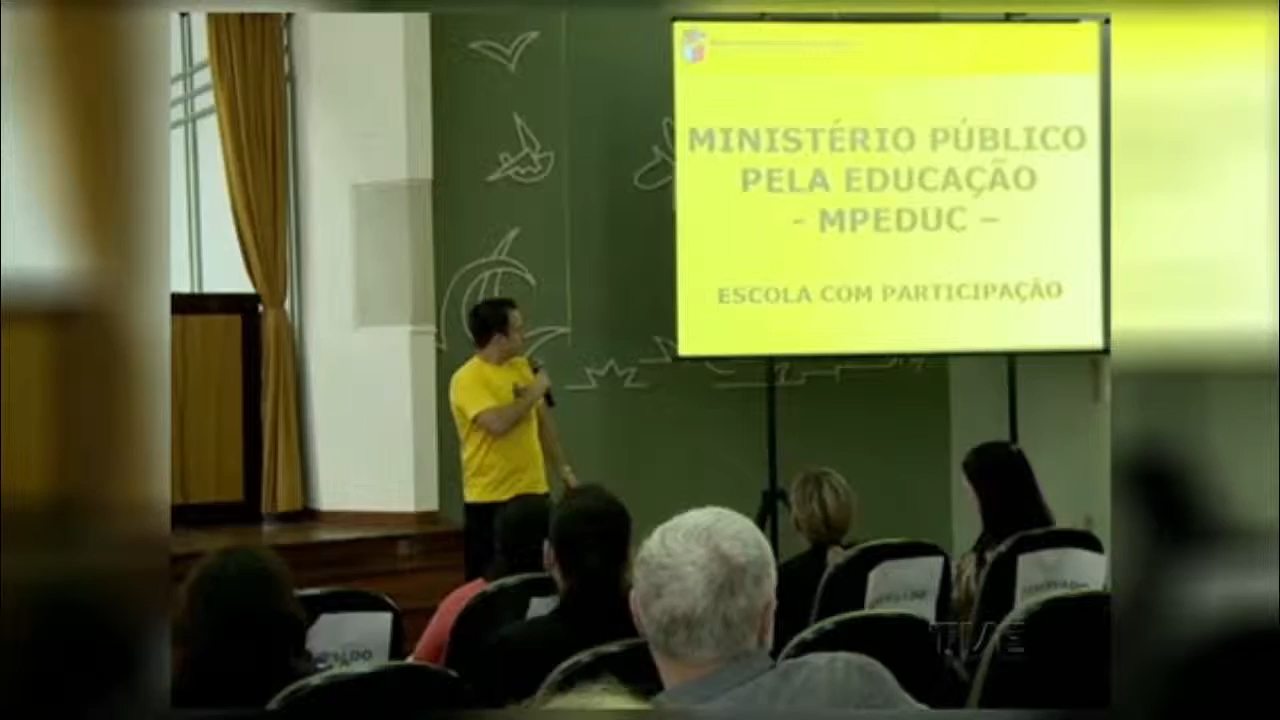 MINISTÉRIO PÚBLICO
PELA EDUCAÇÃO
- MPEDUC –
ESCOLA COM PARTICIPAÇÃO